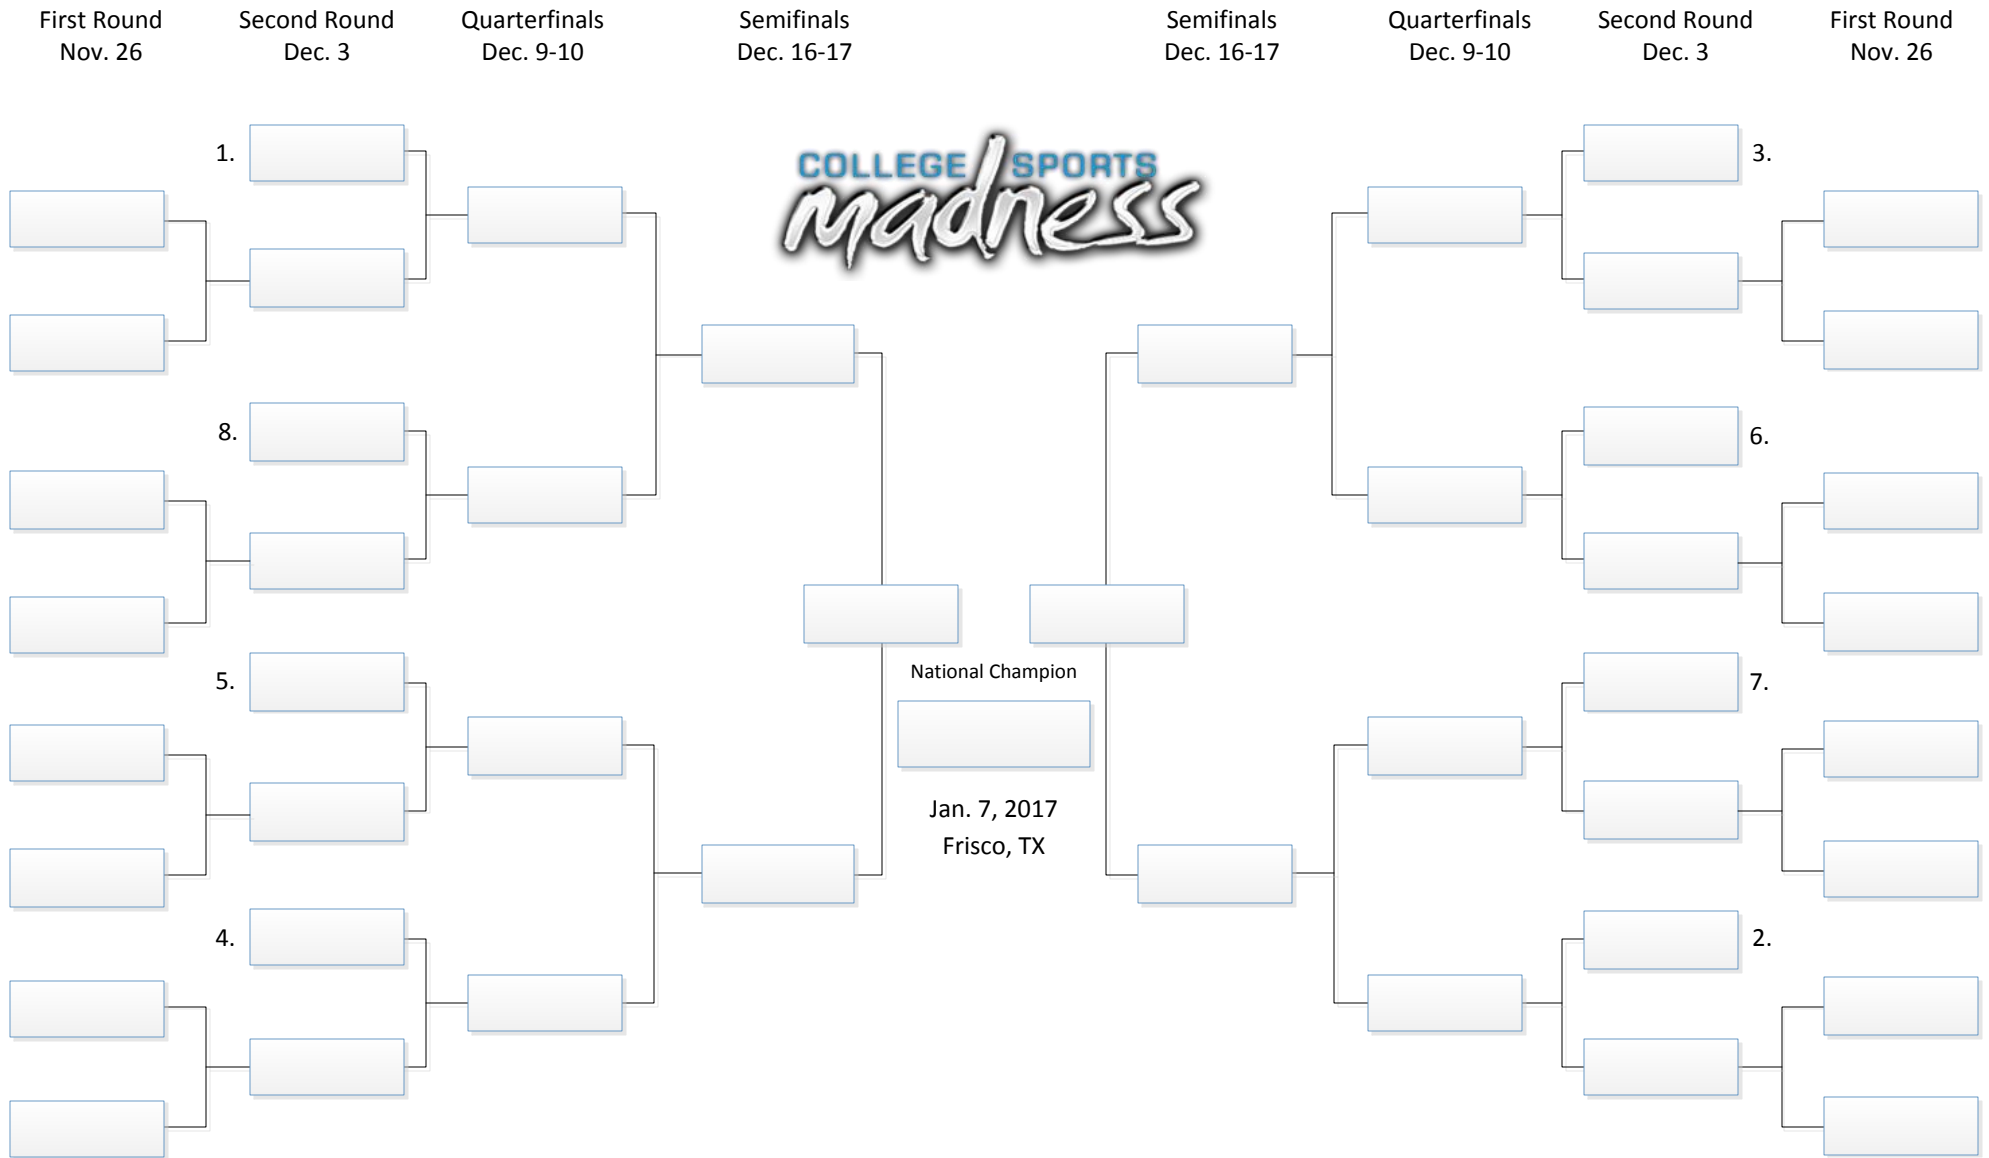 First Round Second Round Quarterfinals Semifinals Semifinals Quarterfinals Second Round First Round
Nov. 26 Dec. 3 Dec. 9-10 Dec. 16-17 Dec. 16-17 Dec. 9-10 Dec. 3 Nov. 26
COLLEGE SPORTS
madness
1. 3.
8. 6.
5. 7.
National Champion
Jan. 7, 2017
Frisco, TX
4. 2.